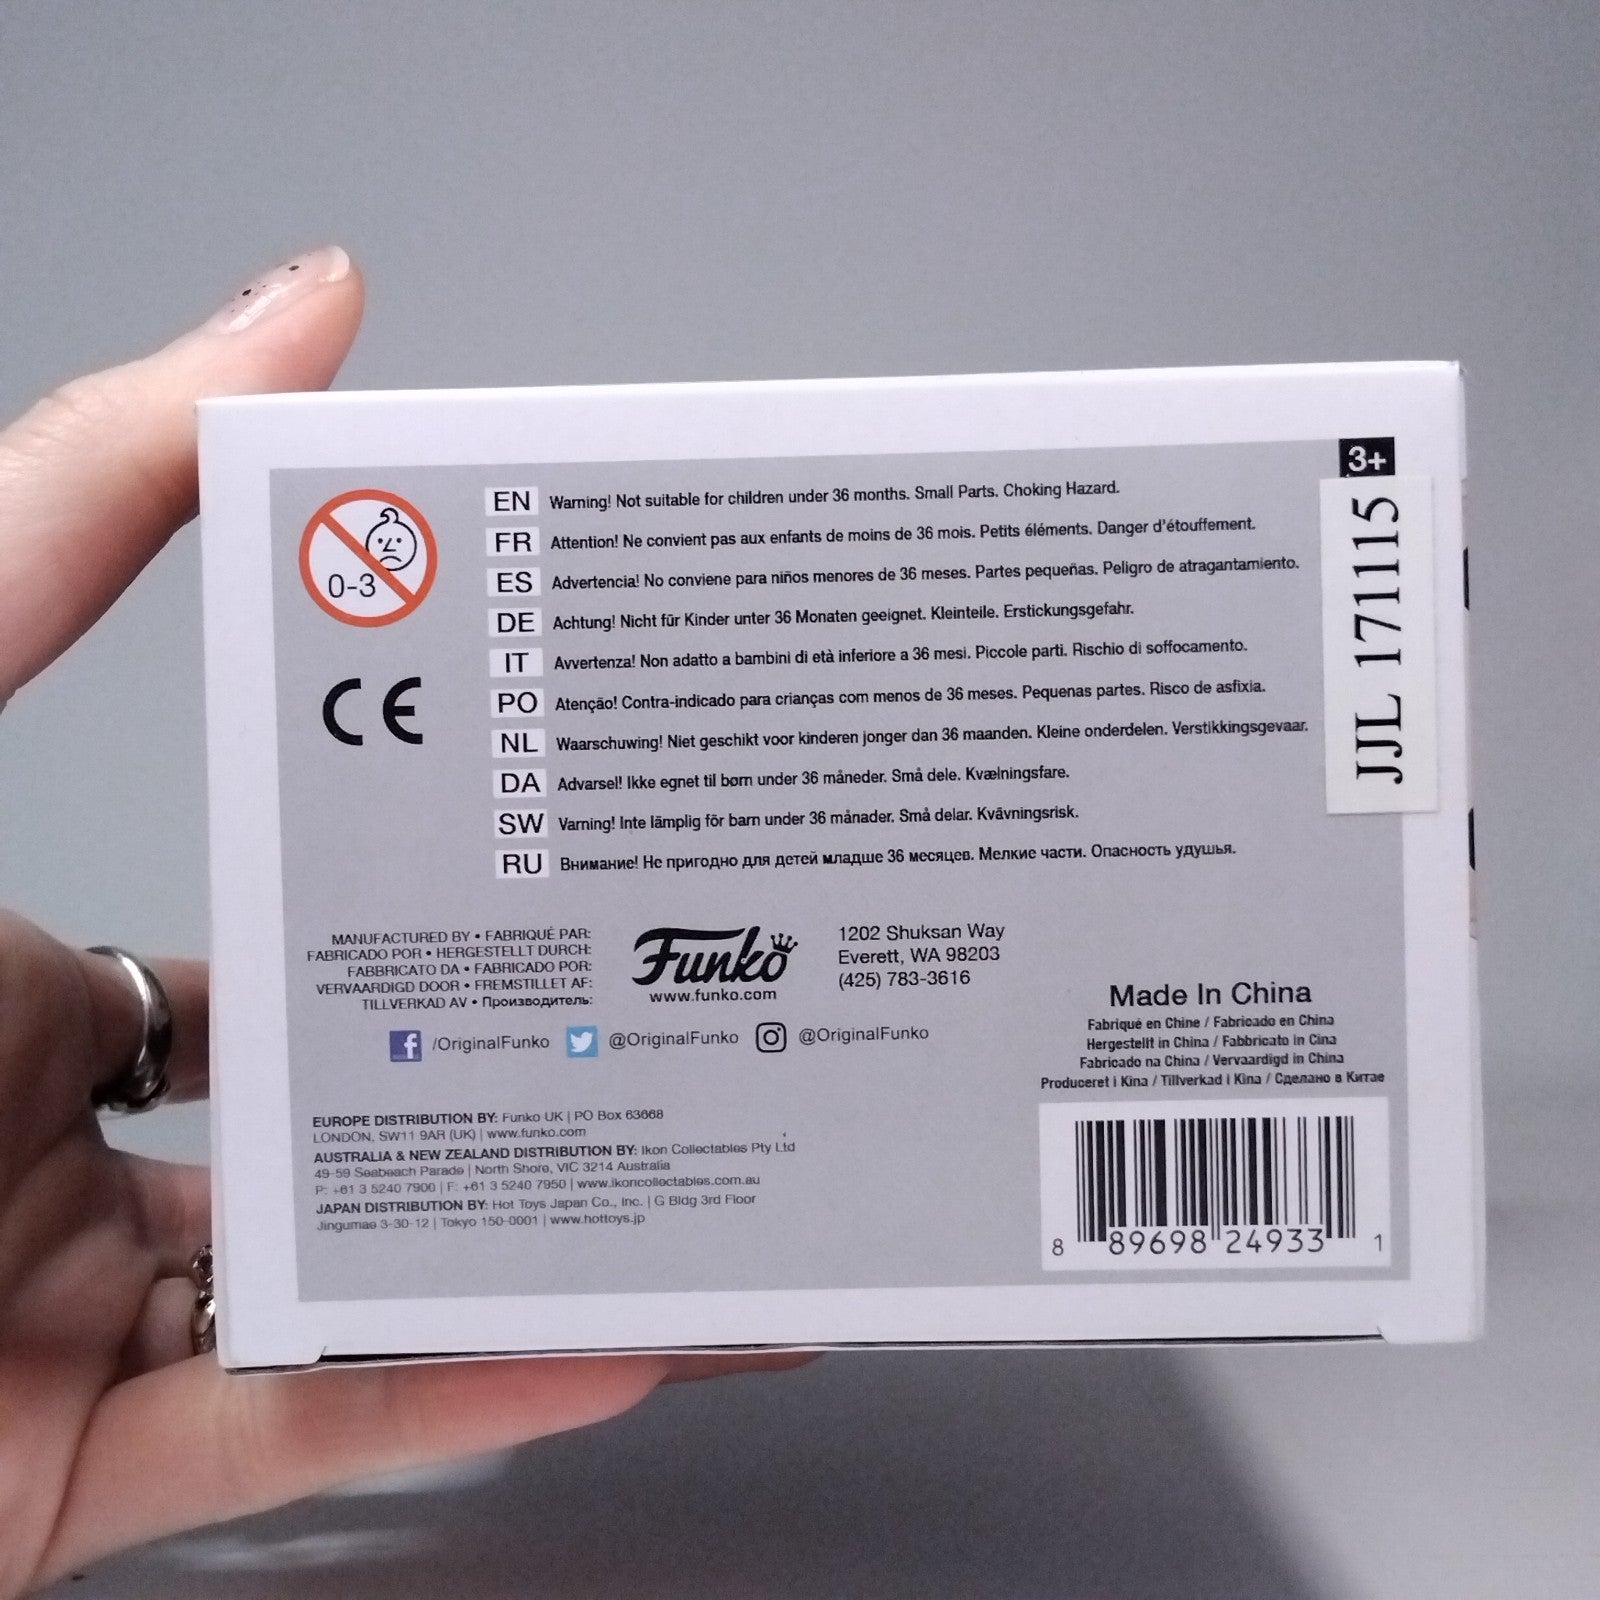 3+
0-3
CE
EN Warning! Not suitable for children under 36 months. Small Parts. Choking Hazard.
FR Attention! Ne convient pas aux enfants de moins de 36 mois. Petits éléments. Danger d'étouffement.
ES Advertencia! No conviene para niños menores de 36 meses. Partes pequeñas. Peligro de atragantamiento.
DE Achtung! Nicht für Kinder unter 36 Monaten geeignet. Kleinteile. Erstickungsgefahr.
IT Avvertenza! Non adatto a bambini di età inferiore a 36 mesi. Piccole parti. Rischio di soffocamento.
PO Atenção! Contra-indicado para crianças com menos de 36 meses. Pequenas partes. Risco de asfixia.
NL Waarschuwing! Niet geschikt voor kinderen jonger dan 36 maanden. Kleine onderdelen. Verstikkingsgevaar.
DA Advarsel! Ikke egnet til børn under 36 måneder. Små dele. Kvælningsfare.
SW Varning! Inte lämplig för barn under 36 månader. Små delar. Kvävningsrisk.
RU Внимание! Не пригодно для детей младше 36 месяцев. Мелкие части. Опасность удушья.
JJL 171115
MANUFACTURED BY • FABRIQUÉ PAR:
FABRICADO POR • HERGESTELLT DURCH:
FABBRICATO DA • FABRICADO POR:
VERVAARDIGD DOOR • FREMSTILLET AF:
TILLVERKAD AV • Производитель:
Funko
www.funko.com
1202 Shuksan Way
Everett, WA 98203
(425) 783-3616
/OriginalFunko @OriginalFunko @OriginalFunko
Made In China
Fabriqué en Chine / Fabricado en China
Hergestellt in China / Fabbricato in Cina
Fabricado na China / Vervaardigd in China
Produceret i Kina / Tillverkad i Kina / Сделано в Китае
EUROPE DISTRIBUTION BY: Funko UK | PO Box 63668
LONDON, SW11 9AR (UK) | www.funko.com
AUSTRALIA & NEW ZEALAND DISTRIBUTION BY: Ikon Collectables Pty Ltd
49-59 Seabeach Parade | North Shore, VIC 3214 Australia
P: +61 3 5240 7900 | F: +61 3 5240 7950 | www.ikoncollectables.com.au
JAPAN DISTRIBUTION BY: Hot Toys Japan Co., Inc. | G Bldg 3rd Floor
Jingumae 3-30-12 | Tokyo 150-0001 | www.hottoys.jp
8 89698 24933 1